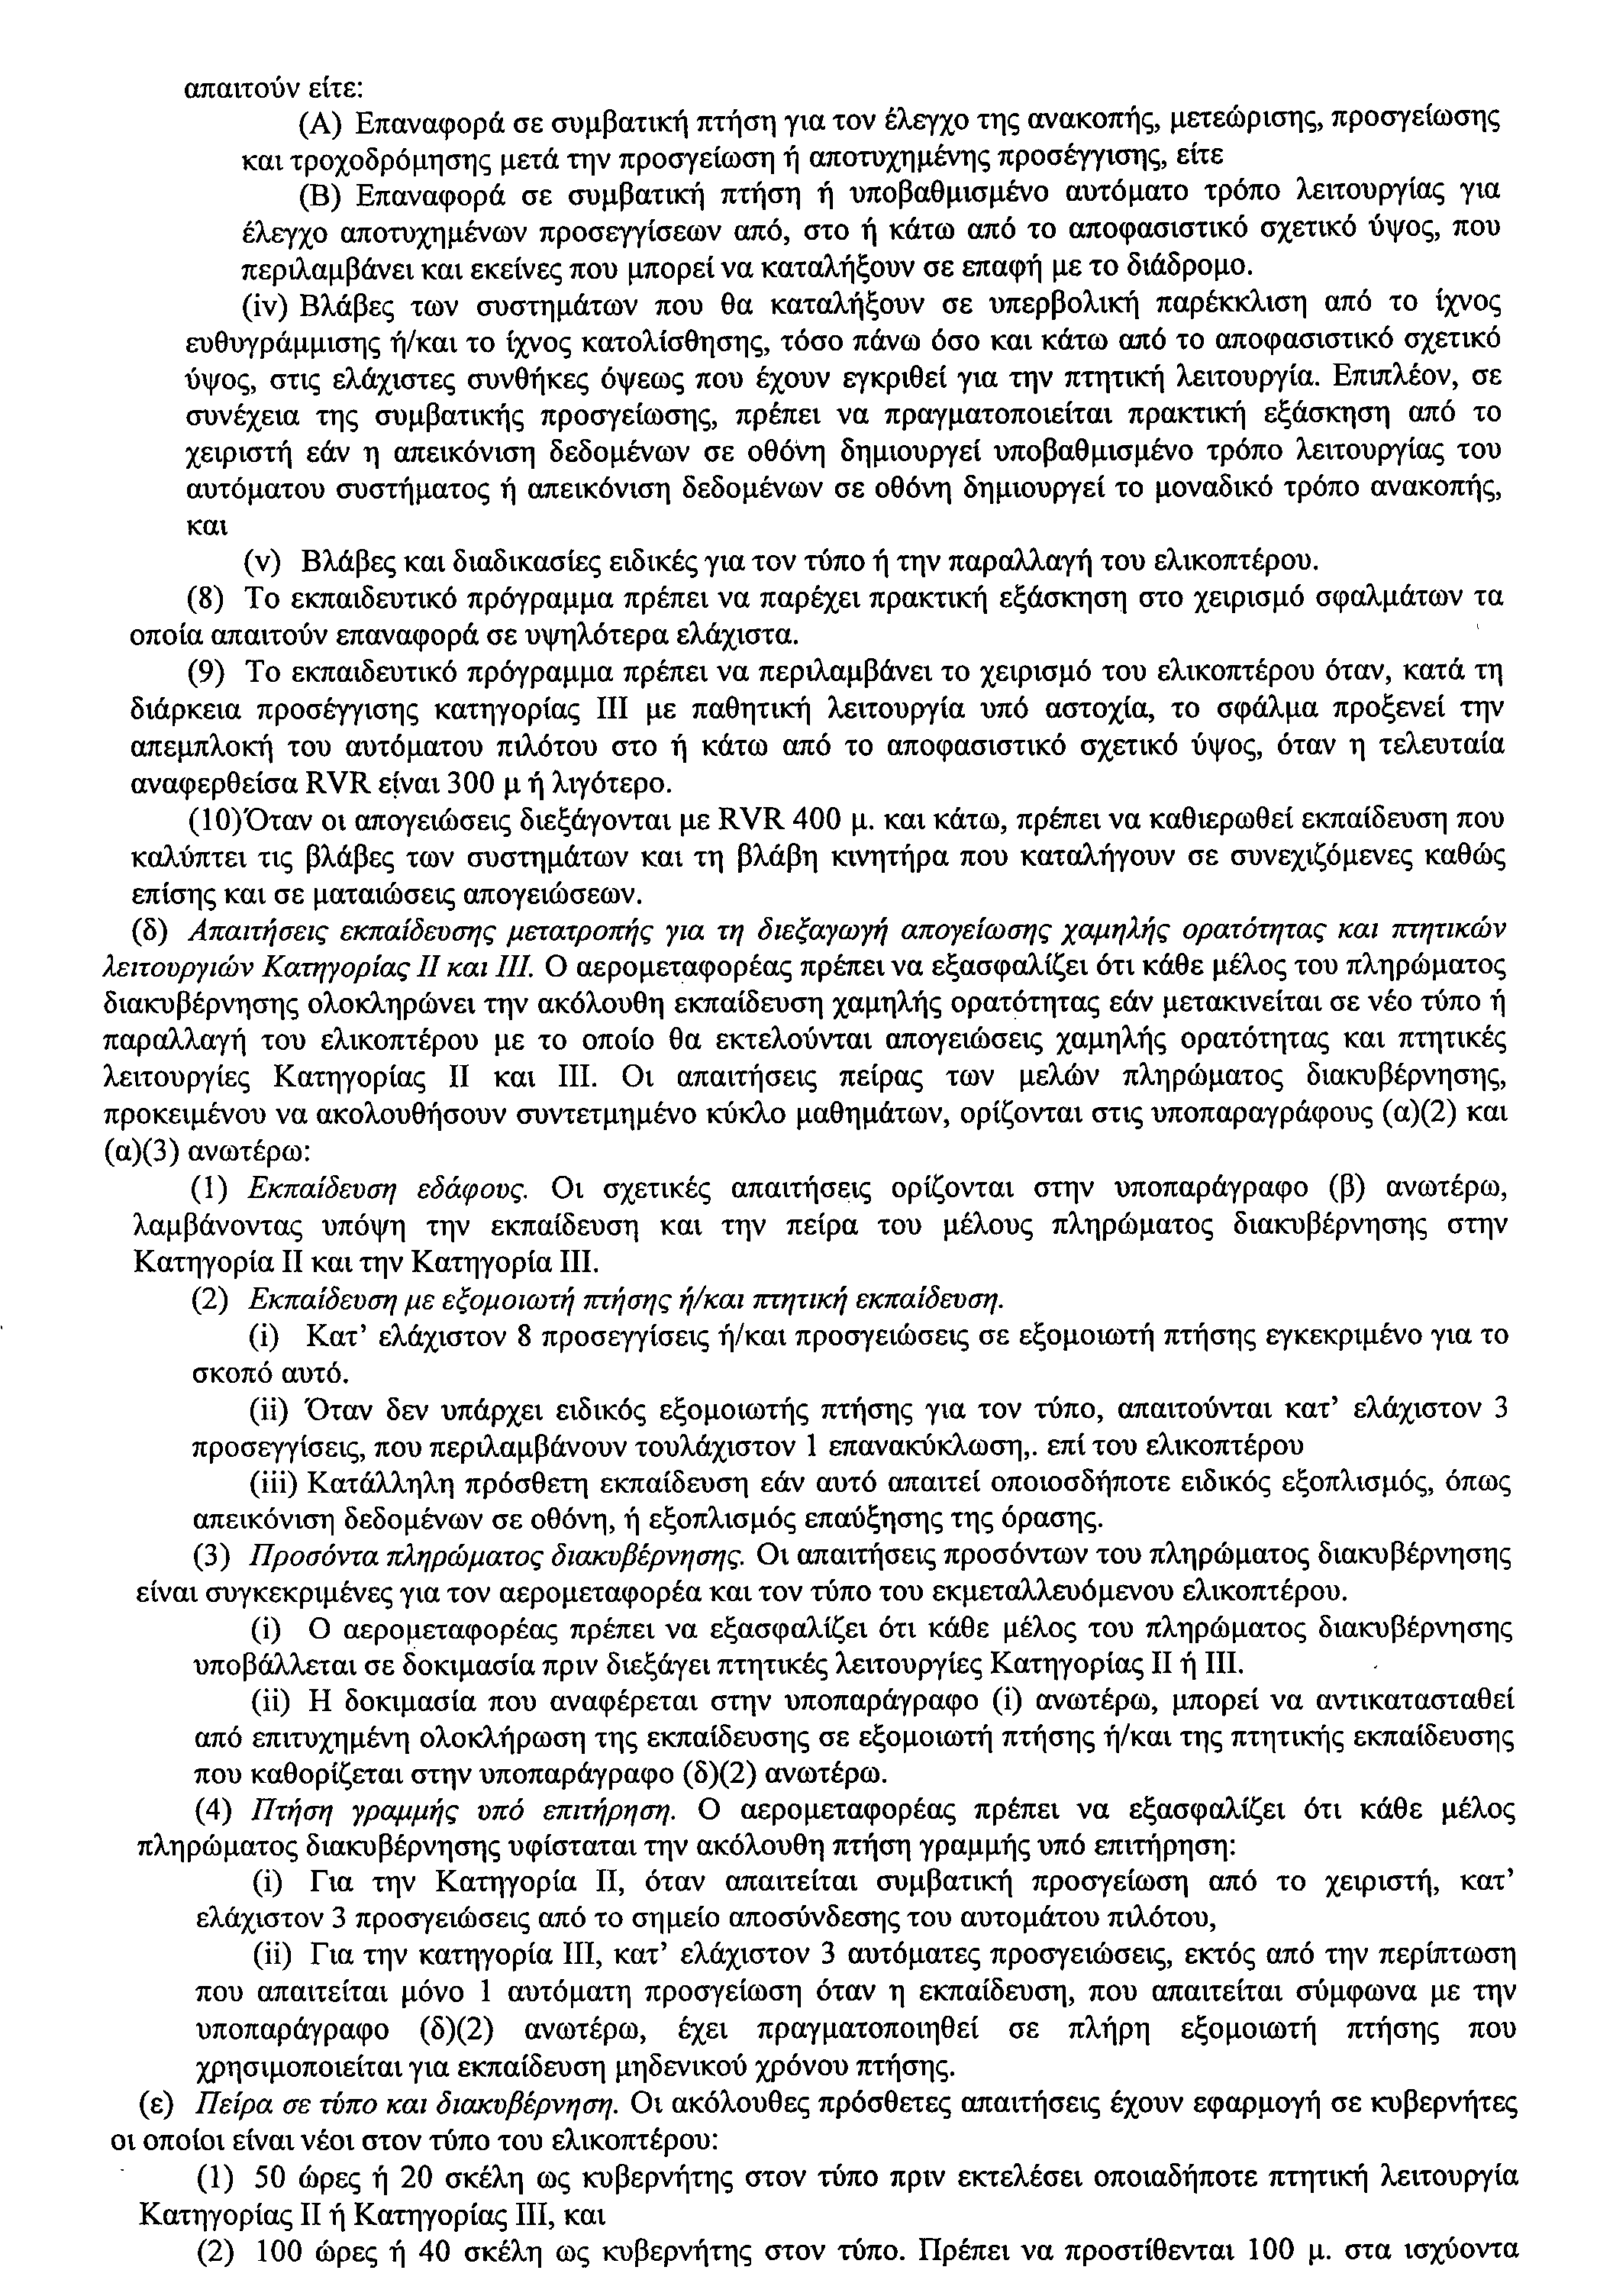 απαιτούν είτε:
(Α) Επαναφορά σε συμβατική πτήση για τον έλεγχο της ανακοπής, μετεώρισης, προσγείωσης
και τροχοδρόμησης μετά την προσγείωση ή αποτυχημένης προσέγγισης, είτε
(Β) Επαναφορά σε συμβατική πτήση ή υποβαθμισμένο αυτόματο τρόπο λειτουργίας για
έλεγχο αποτυχημένων προσεγγίσεων από, στο ή κάτω από το αποφασιστικό σχετικό ύψος, που
περιλαμβάνει και εκείνες που μπορεί να καταλήξουν σε επαφή με το διάδρομο.
(iv) Βλάβες των συστημάτων που θα καταλήξουν σε υπερβολική παρέκκλιση από το ίχνος
ευθυγράμμισης ή/και το ίχνος κατολίσθησης, τόσο πάνω όσο και κάτω από το αποφασιστικό σχετικό
ύψος, στις ελάχιστες συνθήκες όψεως που έχουν εγκριθεί για την πτητική λειτουργία. Επιπλέον, σε
συνέχεια της συμβατικής προσγείωσης, πρέπει να πραγματοποιείται πρακτική εξάσκηση από το
χειριστή εάν η απεικόνιση δεδομένων σε οθόνη δημιουργεί υποβαθμισμένο τρόπο λειτουργίας του
αυτόματου συστήματος ή απεικόνιση δεδομένων σε οθόνη δημιουργεί το μοναδικό τρόπο ανακοπής,
και
(v) Βλάβες και διαδικασίες ειδικές για τον τύπο ή την παραλλαγή του ελικοπτέρου.
(8) Το εκπαιδευτικό πρόγραμμα πρέπει να παρέχει πρακτική εξάσκηση στο χειρισμό σφαλμάτων τα
οποία απαιτούν επαναφορά σε υψηλότερα ελάχιστα.
(9) Το εκπαιδευτικό πρόγραμμα πρέπει να περιλαμβάνει το χειρισμό του ελικοπτέρου όταν, κατά τη
διάρκεια προσέγγισης κατηγορίας ΙΙΙ με παθητική λειτουργία υπό αστοχία, το σφάλμα προξενεί την
απεμπλοκή του αυτόματου πιλότου στο ή κάτω από το αποφασιστικό σχετικό ύψος, όταν η τελευταία
αναφερθείσα RVR είναι 300 μ ή λιγότερο.
(10)Όταν οι απογειώσεις διεξάγονται με RVR 400 μ. και κάτω, πρέπει να καθιερωθεί εκπαίδευση που
καλύπτει τις βλάβες των συστημάτων και τη βλάβη κινητήρα που καταλήγουν σε συνεχιζόμενες καθώς
επίσης και σε ματαιώσεις απογειώσεων.
(δ) Απαιτήσεις εκπαίδευσης μετατροπής για τη διεξαγωγή απογείωσης χαμηλής ορατότητας και πτητικών
λειτουργιών Κατηγορίας ΙΙ και ΙΙΙ. Ο αερομεταφορέας πρέπει να εξασφαλίζει ότι κάθε μέλος του πληρώματος
διακυβέρνησης ολοκληρώνει την ακόλουθη εκπαίδευση χαμηλής ορατότητας εάν μετακινείται σε νέο τύπο ή
παραλλαγή του ελικοπτέρου με το οποίο θα εκτελούνται απογειώσεις χαμηλής ορατότητας και πτητικές
λειτουργίες Κατηγορίας ΙΙ και ΙΙΙ. Οι απαιτήσεις πείρας των μελών πληρώματος διακυβέρνησης,
προκειμένου να ακολουθήσουν συντετμημένο κύκλο μαθημάτων, ορίζονται στις υποπαραγράφους (α)(2) και
(α)(3) ανωτέρω:
(1) Εκπαίδευση εδάφους. Οι σχετικές απαιτήσεις ορίζονται στην υποπαράγραφο (β) ανωτέρω,
λαμβάνοντας υπόψη την εκπαίδευση και την πείρα του μέλους πληρώματος διακυβέρνησης στην
Κατηγορία ΙΙ και την Κατηγορία ΙΙΙ.
(2) Εκπαίδευση με εξομοιωτή πτήσης ή/και πτητική εκπαίδευση.
(i) Κατ’ ελάχιστον 8 προσεγγίσεις ή/και προσγειώσεις σε εξομοιωτή πτήσης εγκεκριμένο για το
σκοπό αυτό.
(ii) Όταν δεν υπάρχει ειδικός εξομοιωτής πτήσης για τον τύπο, απαιτούνται κατ’ ελάχιστον 3
προσεγγίσεις, που περιλαμβάνουν τουλάχιστον 1 επανακύκλωση,. επί του ελικοπτέρου
(iii) Κατάλληλη πρόσθετη εκπαίδευση εάν αυτό απαιτεί οποιοσδήποτε ειδικός εξοπλισμός, όπως
απεικόνιση δεδομένων σε οθόνη, ή εξοπλισμός επαύξησης της όρασης.
(3) Προσόντα πληρώματος διακυβέρνησης. Οι απαιτήσεις προσόντων του πληρώματος διακυβέρνησης
είναι συγκεκριμένες για τον αερομεταφορέα και τον τύπο του εκμεταλλευόμενου ελικοπτέρου.
(i) Ο αερομεταφορέας πρέπει να εξασφαλίζει ότι κάθε μέλος του πληρώματος διακυβέρνησης
υποβάλλεται σε δοκιμασία πριν διεξάγει πτητικές λειτουργίες Κατηγορίας ΙΙ ή ΙΙΙ.
(ii) Η δοκιμασία που αναφέρεται στην υποπαράγραφο (i) ανωτέρω, μπορεί να αντικατασταθεί
από επιτυχημένη ολοκλήρωση της εκπαίδευσης σε εξομοιωτή πτήσης ή/και της πτητικής εκπαίδευσης
που καθορίζεται στην υποπαράγραφο (δ)(2) ανωτέρω.
(4) Πτήση γραμμής υπό επιτήρηση. Ο αερομεταφορέας πρέπει να εξασφαλίζει ότι κάθε μέλος
πληρώματος διακυβέρνησης υφίσταται την ακόλουθη πτήση γραμμής υπό επιτήρηση:
(i) Για την Κατηγορία ΙΙ, όταν απαιτείται συμβατική προσγείωση από το χειριστή, κατ’
ελάχιστον 3 προσγειώσεις από το σημείο αποσύνδεσης του αυτομάτου πιλότου,
(ii) Για την κατηγορία ΙΙΙ, κατ’ ελάχιστον 3 αυτόματες προσγειώσεις, εκτός από την περίπτωση
που απαιτείται μόνο 1 αυτόματη προσγείωση όταν η εκπαίδευση, που απαιτείται σύμφωνα με την
υποπαράγραφο (δ)(2) ανωτέρω, έχει πραγματοποιηθεί σε πλήρη εξομοιωτή πτήσης που
χρησιμοποιείται για εκπαίδευση μηδενικού χρόνου πτήσης.
(ε) Πείρα σε τύπο και διακυβέρνηση. Οι ακόλουθες πρόσθετες απαιτήσεις έχουν εφαρμογή σε κυβερνήτες
οι οποίοι είναι νέοι στον τύπο του ελικοπτέρου:
(1) 50 ώρες ή 20 σκέλη ως κυβερνήτης στον τύπο πριν εκτελέσει οποιαδήποτε πτητική λειτουργία
Κατηγορίας ΙΙ ή Κατηγορίας ΙΙΙ, και
(2) 100 ώρες ή 40 σκέλη ως κυβερνήτης στον τύπο. Πρέπει να προστίθενται 100 μ. στα ισχύοντα